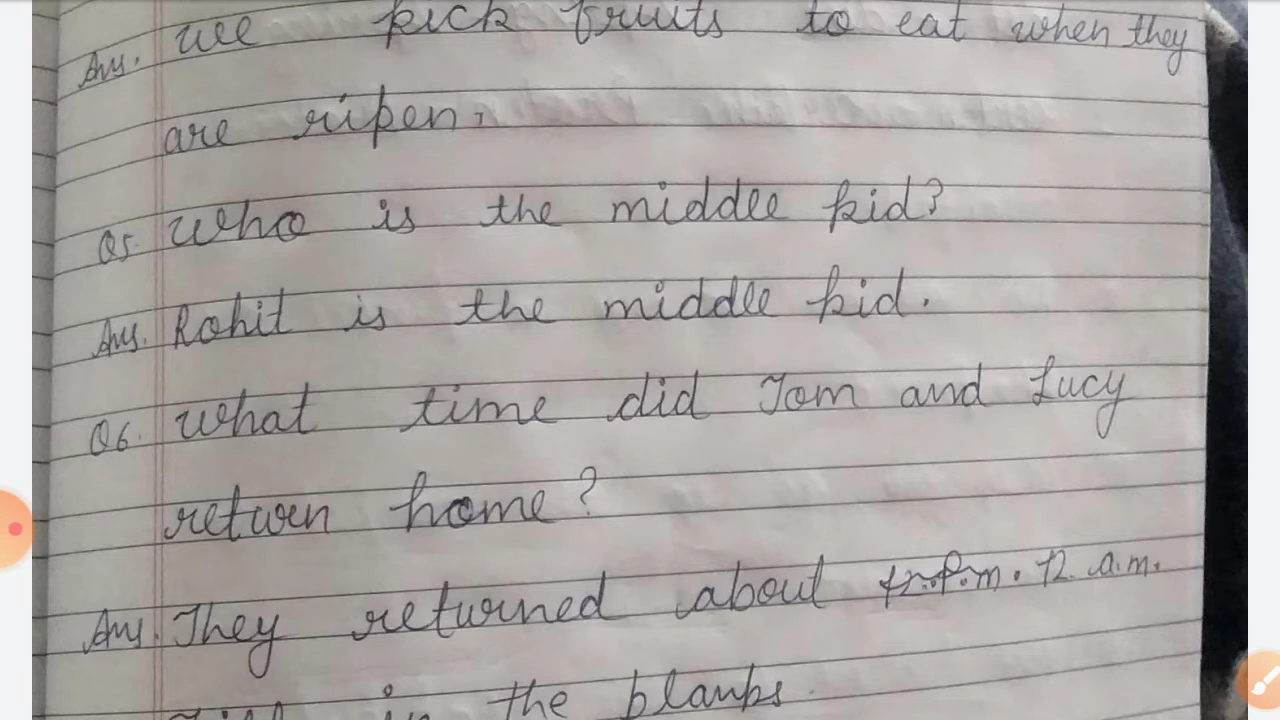 Ans. We pick fruits to eat when they
are ripen.
Q5. Who is the middle kid?
Ans. Rohit is the middle kid.
Q6. What time did Tom and Lucy
return home?
Ans. They returned about 12 P.m. 12 a.m.
Fill in the blanks